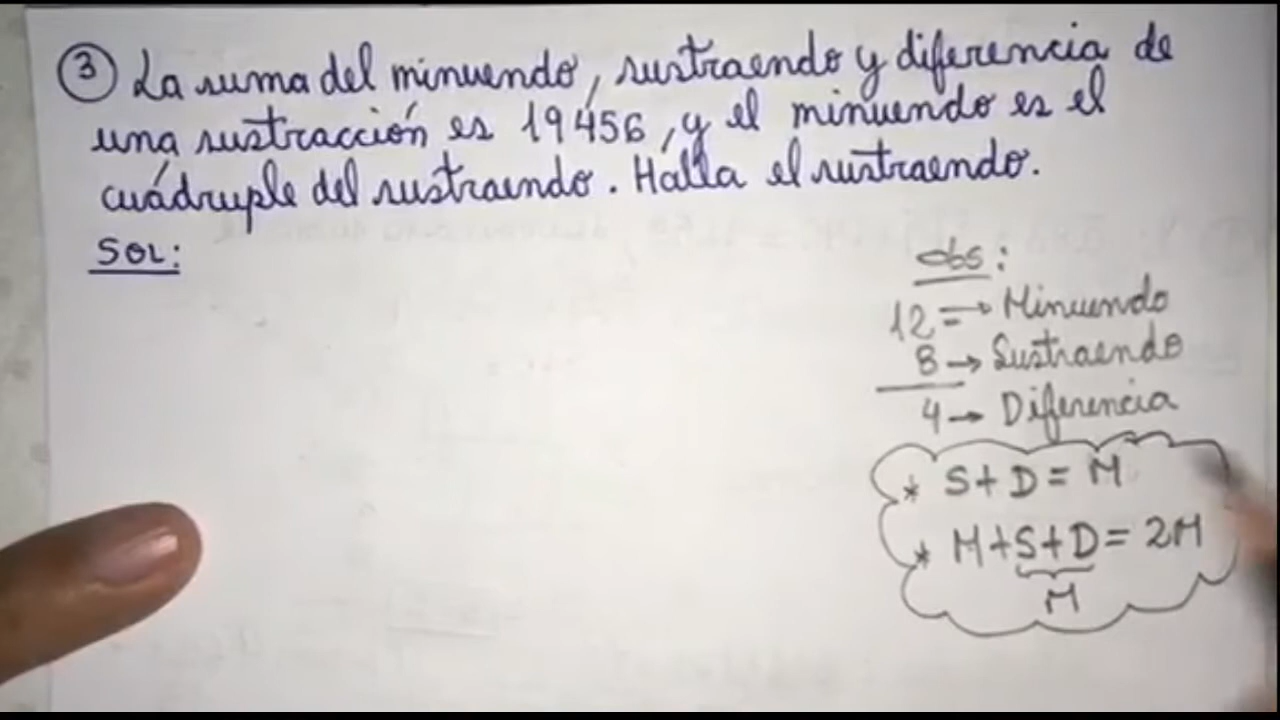 3 La suma del minuendo, sustraendo y diferencia de
una sustracción es 19456, y el minuendo es el
cuádruple del sustraendo. Halla el sustraendo.
SOL:
obs:
12 → Minuendo
8 → Sustraendo
4 → Diferencia
* S+D=M
* M+S+D=2M
M